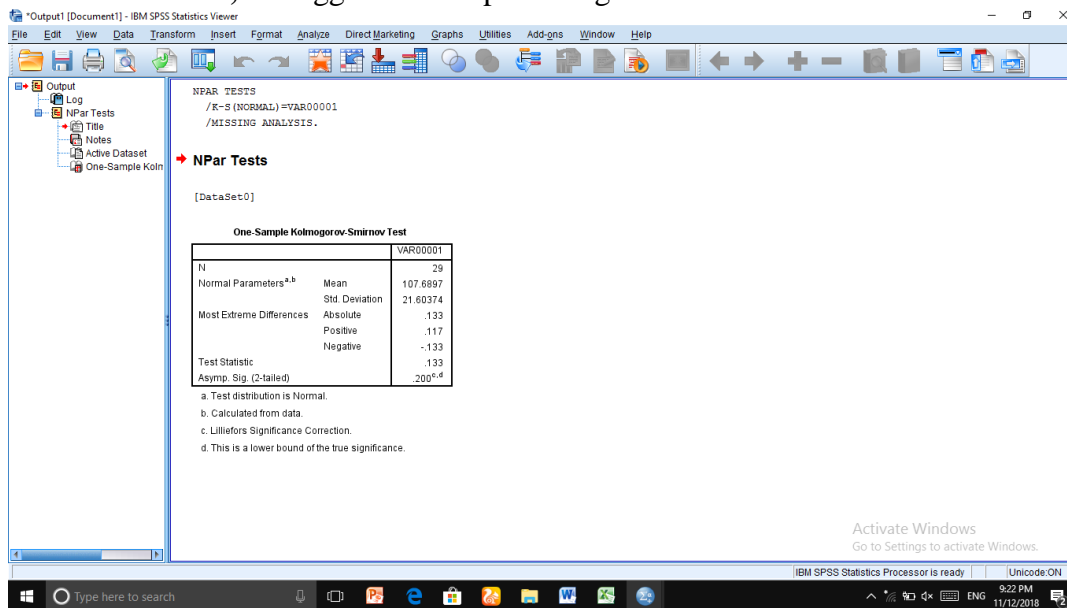 *Output1 [Document1] - IBM SPSS Statistics Viewer
File Edit View Data Transform Insert Format Analyze Direct Marketing Graphs Utilities Add-ons Window Help
Output
Log
NPar Tests
Title
Notes
Active Dataset
One-Sample Kolm
NPAR TESTS
/K-S(NORMAL)=VAR00001
/MISSING ANALYSIS.
NPar Tests
[DataSet0]
One-Sample Kolmogorov-Smirnov Test
VAR00001
N 29
Normal Parameters a,b Mean 107.6897
Std. Deviation 21.60374
Most Extreme Differences Absolute .133
Positive .117
Negative -.133
Test Statistic .133
Asymp. Sig. (2-tailed) .200 c,d
a. Test distribution is Normal.
b. Calculated from data.
c. Lilliefors Significance Correction.
d. This is a lower bound of the true significance.
Activate Windows
Go to Settings to activate Windows.
IBM SPSS Statistics Processor is ready Unicode:ON
Type here to search
ENG 9:22 PM
11/12/2018